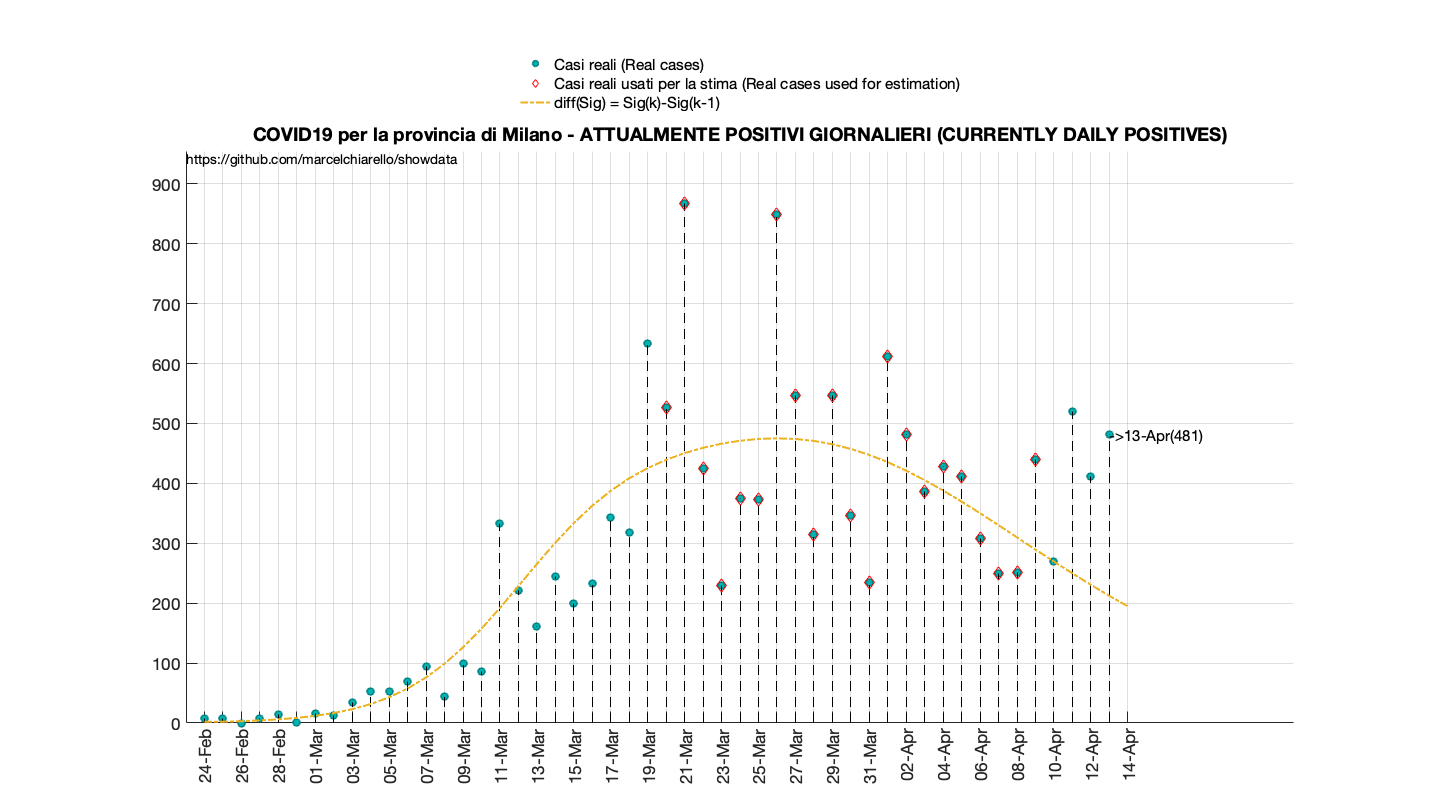 Casi reali (Real cases)
Casi reali usati per la stima (Real cases used for estimation)
diff(Sig) = Sig(k)-Sig(k-1)
COVID19 per la provincia di Milano - ATTUALMENTE POSITIVI GIORNALIERI (CURRENTLY DAILY POSITIVES)
https://github.com/marcelchiarello/showdata
900
800
700
600
500
400
300
200
100
0
->13-Apr(481)
24-Feb
26-Feb
28-Feb
01-Mar
03-Mar
05-Mar
07-Mar
09-Mar
11-Mar
13-Mar
15-Mar
17-Mar
19-Mar
21-Mar
23-Mar
25-Mar
27-Mar
29-Mar
31-Mar
02-Apr
04-Apr
06-Apr
08-Apr
10-Apr
12-Apr
14-Apr